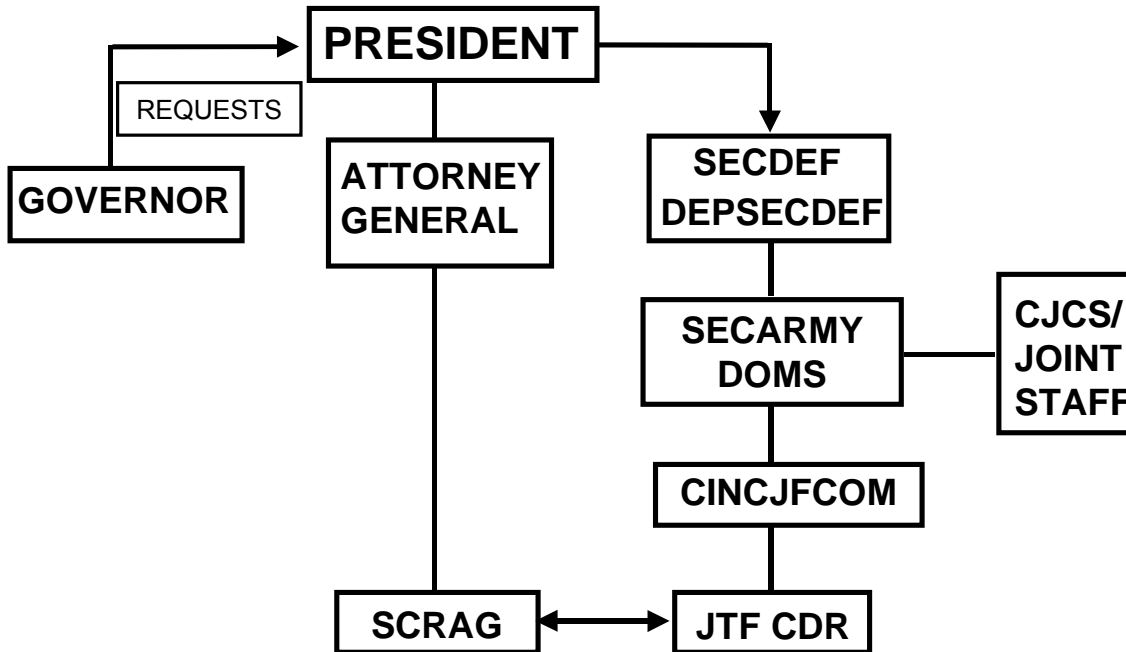 PRESIDENT
REQUESTS
GOVERNOR
ATTORNEY
GENERAL
SECDEF
DEPSECDEF
SECARMY
DOMS
CJCS/
JOINT
STAFF
CINCJFCOM
SCRAG
JTF CDR